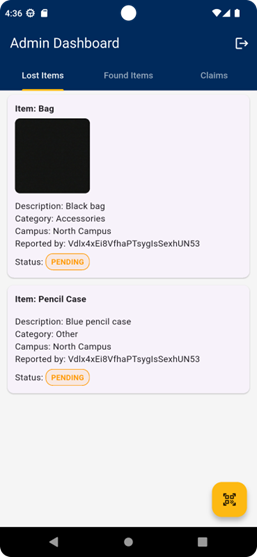 4:36
Admin Dashboard
Lost Items Found Items Claims
Item: Bag
Description: Black bag
Category: Accessories
Campus: North Campus
Reported by: Vdlx4xEi8VfhaPTsygIsSexhUN53
Status: PENDING
Item: Pencil Case
Description: Blue pencil case
Category: Other
Campus: North Campus
Reported by: Vdlx4xEi8VfhaPTsygIsSexhUN53
Status: PENDING